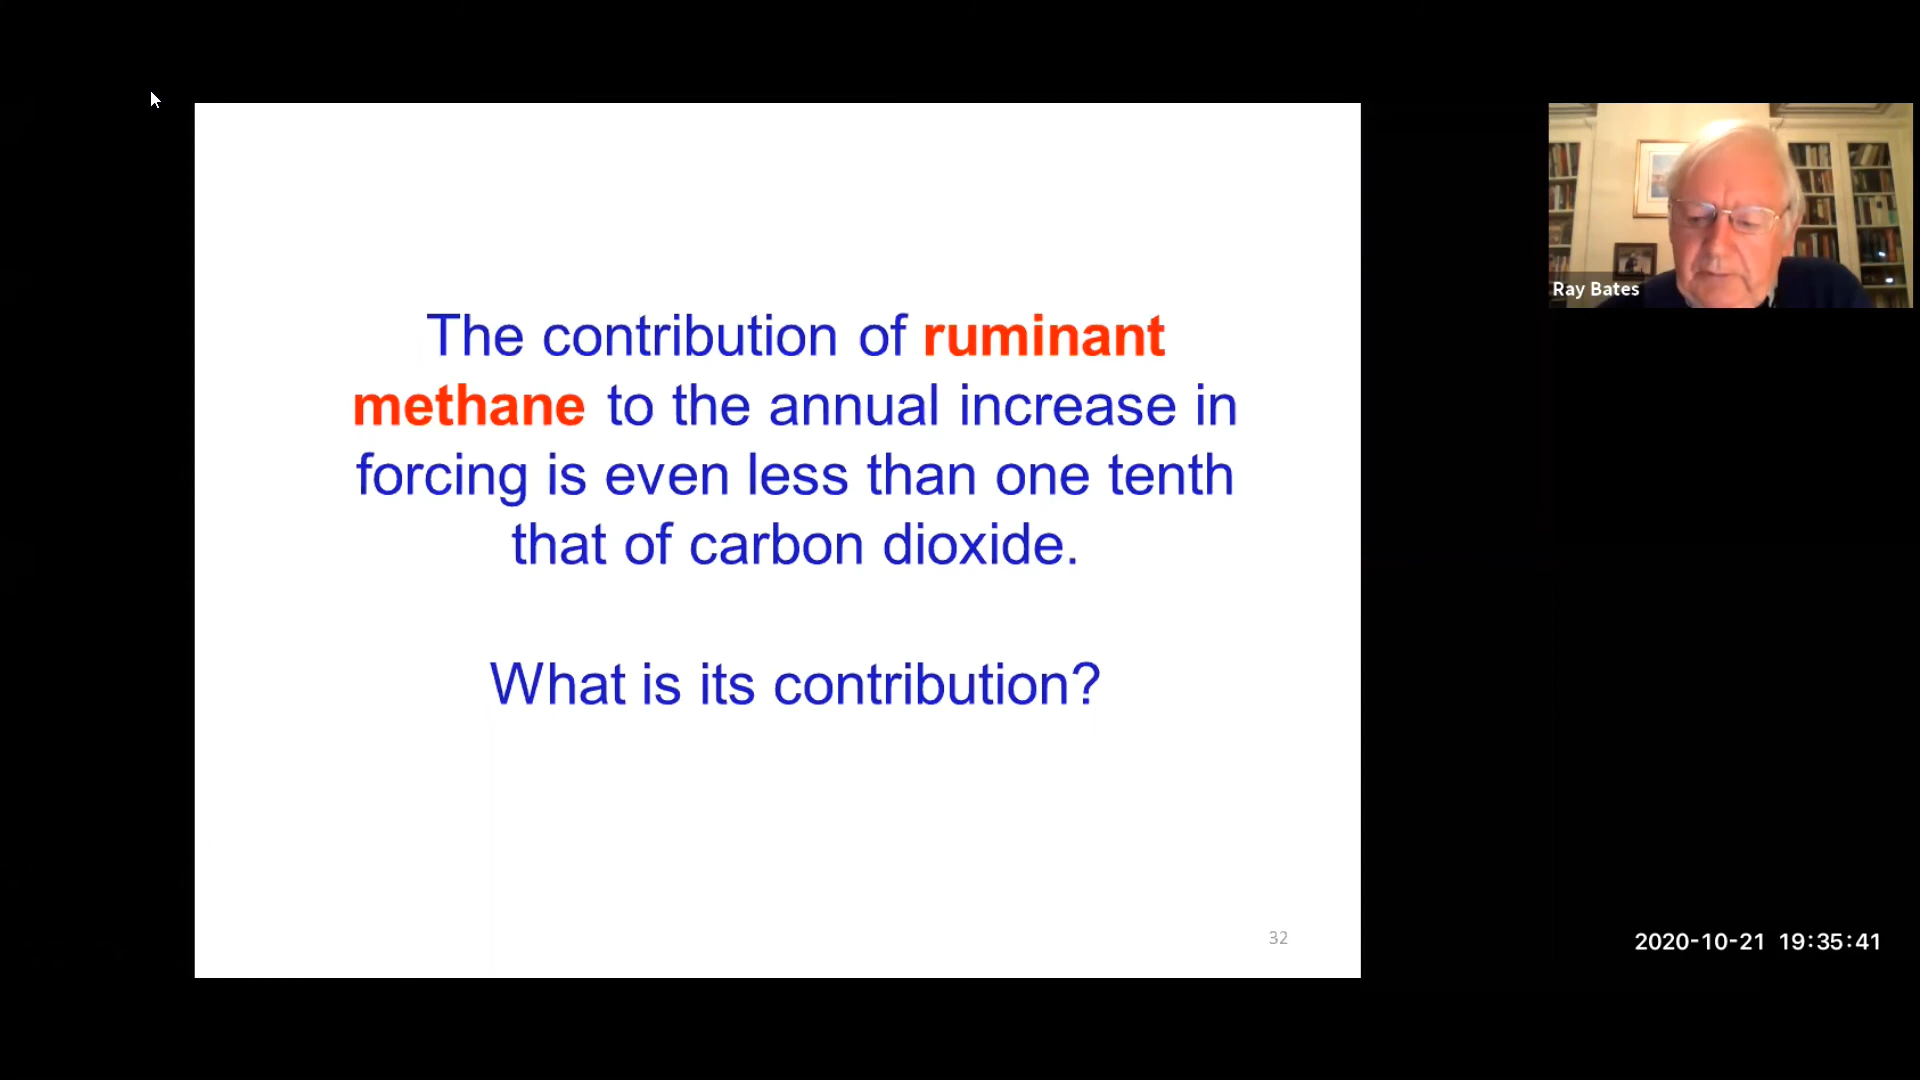 The contribution of ruminant
methane to the annual increase in
forcing is even less than one tenth
that of carbon dioxide.
What is its contribution?
32
Ray Bates
2020-10-21 19:35:41